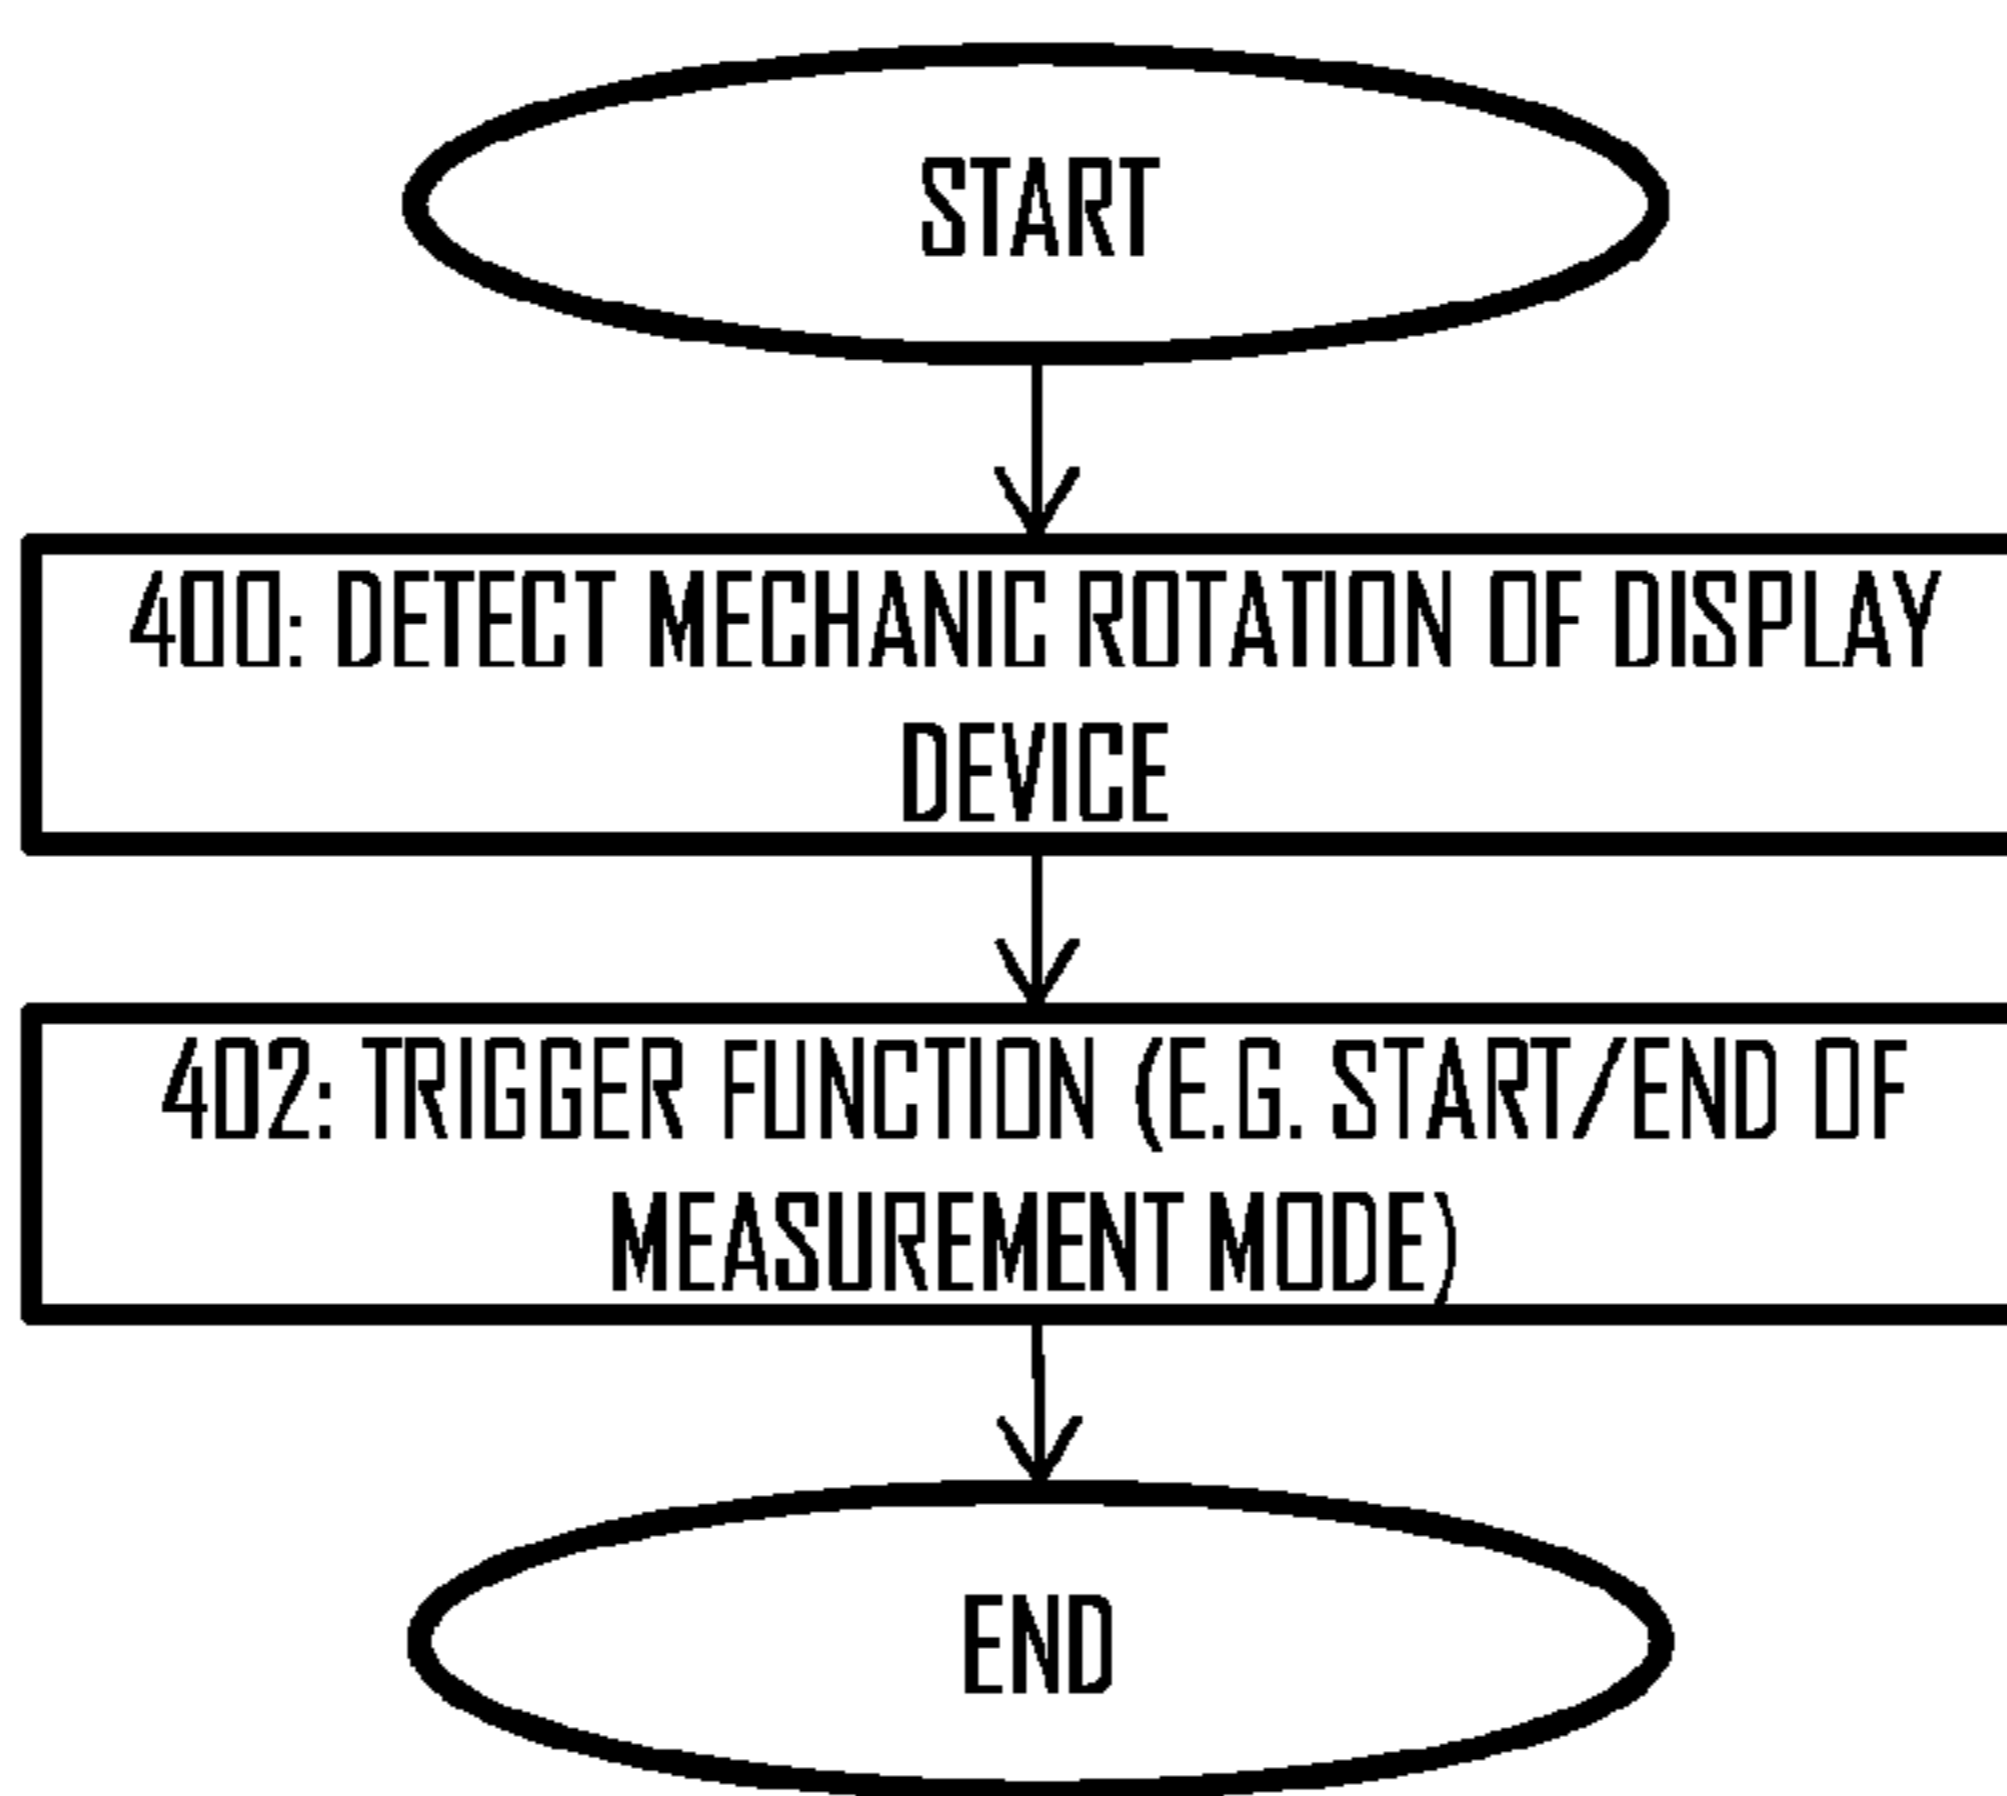 START
400: DETECT MECHANIC ROTATION OF DISPLAY
DEVICE
402: TRIGGER FUNCTION (E.G. START/END OF
MEASUREMENT MODE)
END